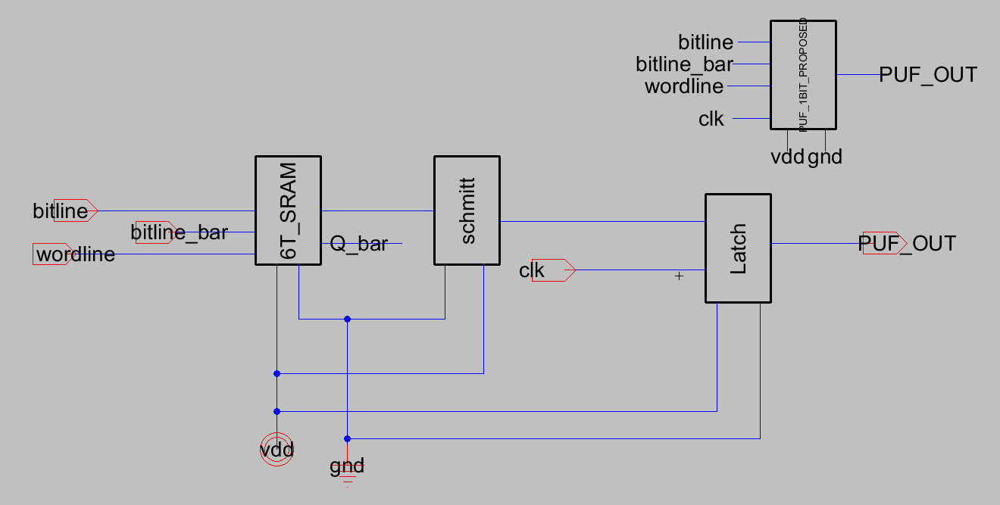 bitline
bitline_bar
wordline
clk
PUF_1BIT_PROPOSED
PUF_OUT
vdd
gnd
bitline
bitline_bar
wordline
6T_SRAM
Q_bar
schmitt
clk
Latch
PUF_OUT
vdd
gnd